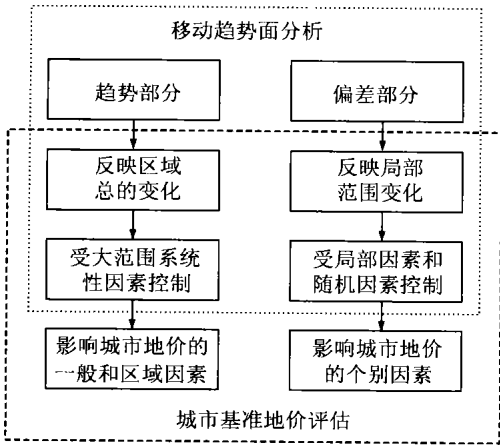 移动趋势面分析
趋势部分
偏差部分
反映区域
总的变化
反映局部
范围变化
受大范围系统
性因素控制
受局部因素和
随机因素控制
影响城市地价的
一般和区域因素
影响城市地价
的个别因素
城市基准地价评估